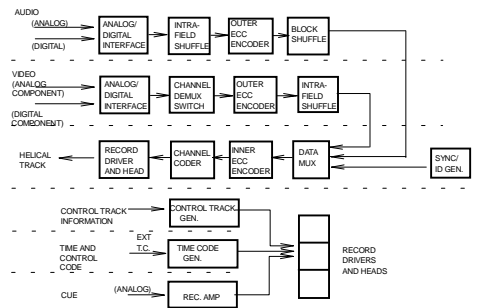 AUDIO
(ANALOG)
(DIGITAL)
ANALOG/
DIGITAL
INTERFACE
INTRA-
FIELD
SHUFFLE
OUTER
ECC
ENCODER
BLOCK
SHUFFLE
VIDEO
(ANALOG
COMPONENT)
(DIGITAL
COMPONENT)
ANALOG/
DIGITAL
INTERFACE
CHANNEL
DEMUX
SWITCH
OUTER
ECC
ENCODER
INTRA-
FIELD
SHUFFLE
HELICAL
TRACK
RECORD
DRIVER
AND HEAD
CHANNEL
CODER
INNER
ECC
ENCODER
DATA
MUX
SYNC/
ID GEN.
CONTROL TRACK
INFORMATION
CONTROL TRACK
GEN.
TIME AND
CONTROL
CODE
EXT
T.C.
TIME CODE
GEN.
RECORD
DRIVERS
AND HEADS
CUE
(ANALOG)
REC. AMP